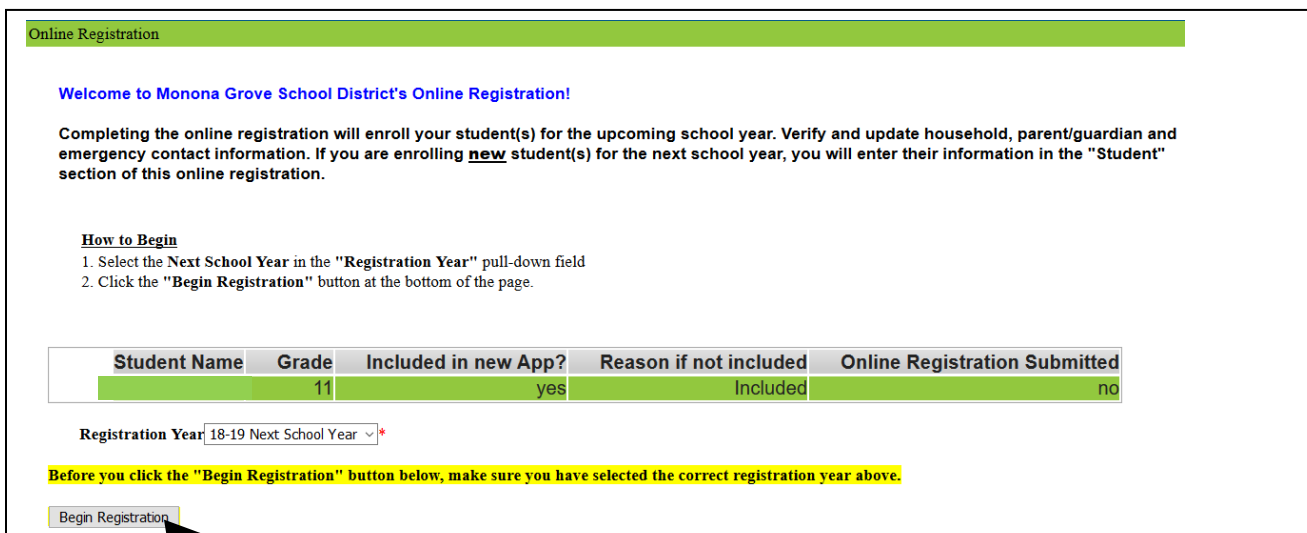 Online Registration
Welcome to Monona Grove School District's Online Registration!
Completing the online registration will enroll your student(s) for the upcoming school year. Verify and update household, parent/guardian and
emergency contact information. If you are enrolling new student(s) for the next school year, you will enter their information in the "Student"
section of this online registration.
How to Begin
1. Select the Next School Year in the "Registration Year" pull-down field
2. Click the "Begin Registration" button at the bottom of the page.
Student Name Grade Included in new App? Reason if not included Online Registration Submitted
11 yes Included no
Registration Year 18-19 Next School Year *
Before you click the "Begin Registration" button below, make sure you have selected the correct registration year above.
Begin Registration